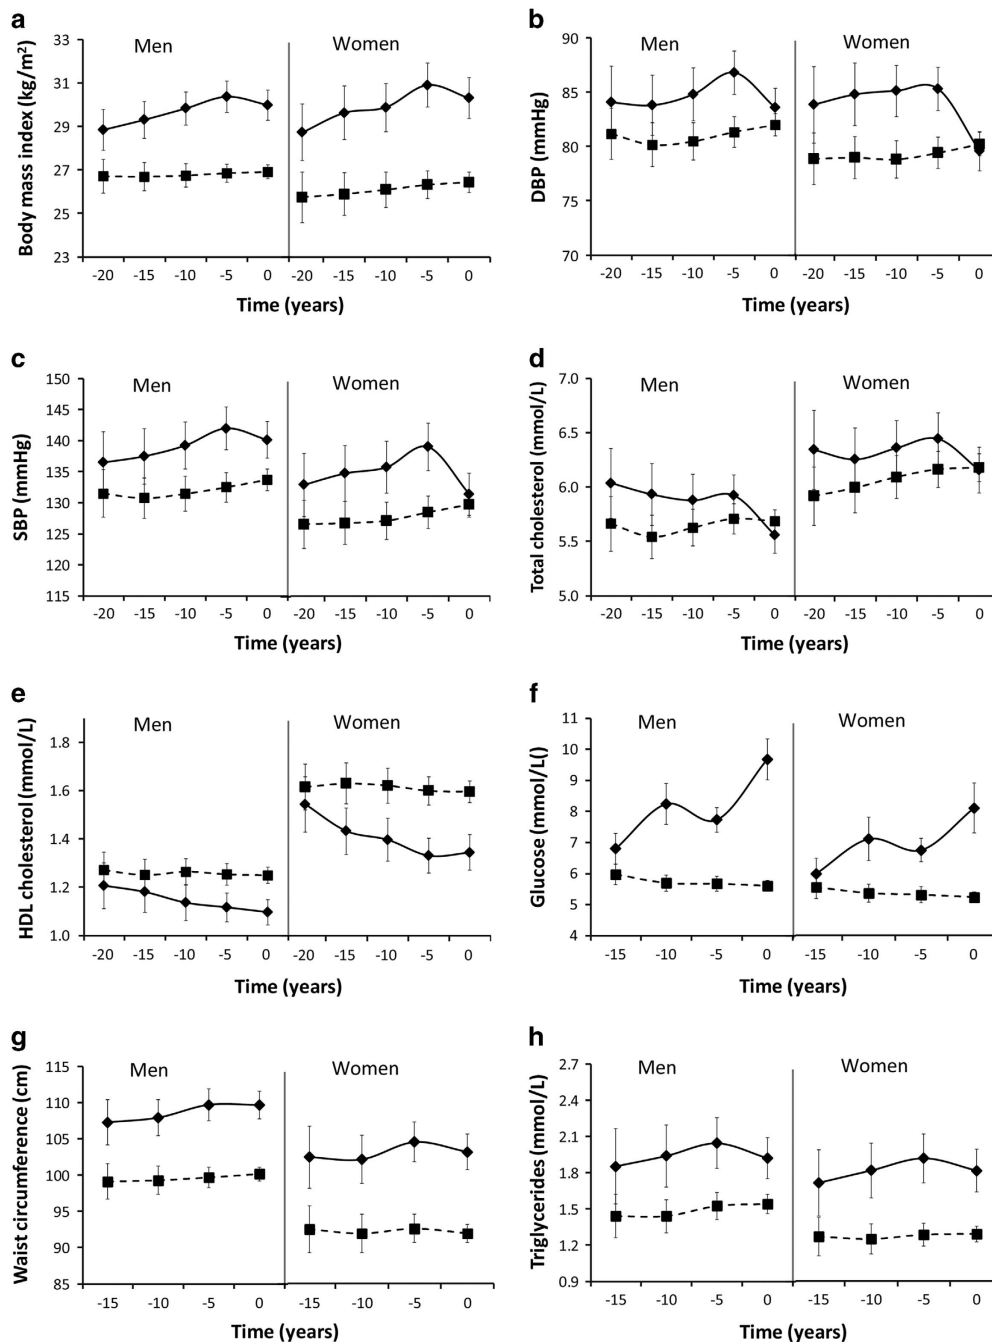 a
Body mass index (kg/m²)
33
31
29
27
25
23
Men
Women
-20 -15 -10 -5 0 -20 -15 -10 -5 0
Time (years)
b
DBP (mmHg)
90
85
80
75
70
Men
Women
-20 -15 -10 -5 0 -20 -15 -10 -5 0
Time (years)
c
SBP (mmHg)
150
145
140
135
130
125
120
115
Men
Women
-20 -15 -10 -5 0 -20 -15 -10 -5 0
Time (years)
d
Total cholesterol (mmol/L)
7.0
6.5
6.0
5.5
5.0
Men
Women
-20 -15 -10 -5 0 -20 -15 -10 -5 0
Time (years)
e
HDL cholesterol (mmol/L)
1.8
1.6
1.4
1.2
1.0
Men
Women
-20 -15 -10 -5 0 -20 -15 -10 -5 0
Time (years)
f
Glucose (mmol/L()
11
10
9
8
7
6
5
4
Men
Women
-15 -10 -5 0 -15 -10 -5 0
Time (years)
g
Waist circumference (cm)
115
110
105
100
95
90
85
Men
Women
-15 -10 -5 0 -15 -10 -5 0
Time (years)
h
Triglycerides (mmol/L)
2.7
2.4
2.1
1.8
1.5
1.2
0.9
Men
Women
-15 -10 -5 0 -15 -10 -5 0
Time (years)